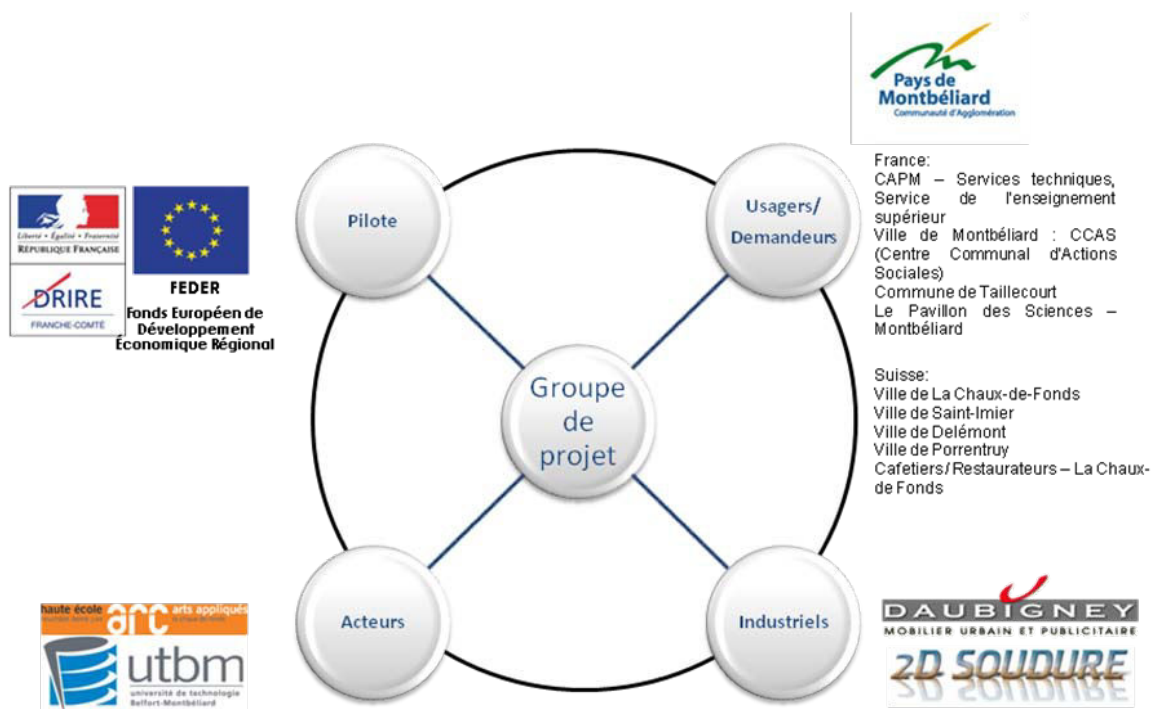 Pays de
Montbéliard
Communauté d'Agglomération
France:
CAPM – Services techniques,
Service de l'enseignement
supérieur
Ville de Montbéliard : CCAS
(Centre Communal d'Actions
Sociales)
Commune de Taillecourt
Le Pavillon des Sciences –
Montbéliard
Suisse:
Ville de La Chaux-de-Fonds
Ville de Saint-Imier
Ville de Delémont
Ville de Porrentruy
Cafetiers/Restaurateurs – La Chaux-
de Fonds
Pilote
Usagers/
Demandeurs
Liberté • Égalité • Fraternité
RÉPUBLIQUE FRANÇAISE
DRIRE
FRANCHE-COMTÉ
FEDER
Fonds Européen de
Développement
Économique Régional
Groupe
de
projet
Acteurs
Industriels
haute école
arc
arts appliqués
utbm
université de technologie
Belfort-Montbéliard
DAUBIGNEY
MOBILIER URBAIN ET PUBLICITAIRE
2D SOUDURE